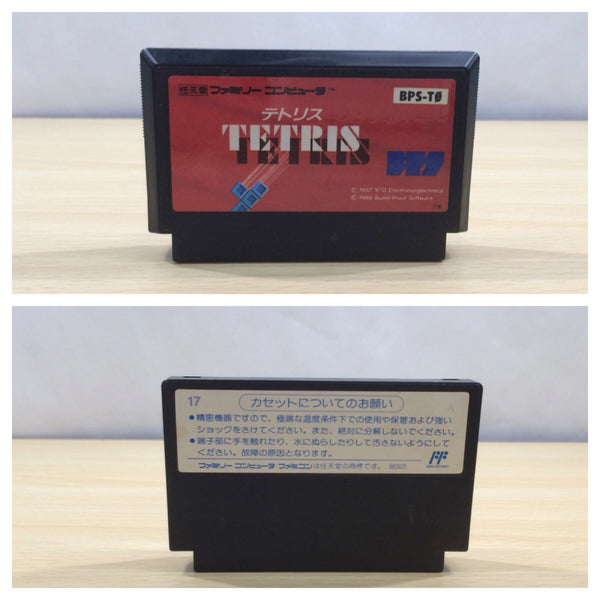 任天堂 ファミリー コンピュータ™
BPS-TØ
テトリス
TETRIS
BPS
© 1987 V/O Electronorgtechnica
© 1988 Bullet-Proof Software
17
カセットについてのお願い
●精密機器ですので、極端な温度条件下での使用や保管および強い
ショックをさけてください。また、絶対に分解しないでください。
●端子部に手を触れたり、水にぬらしたりして汚さないようにして
ください。故障の原因となります。
ファミリー コンピュータ・ファミコンは任天堂の商標です。